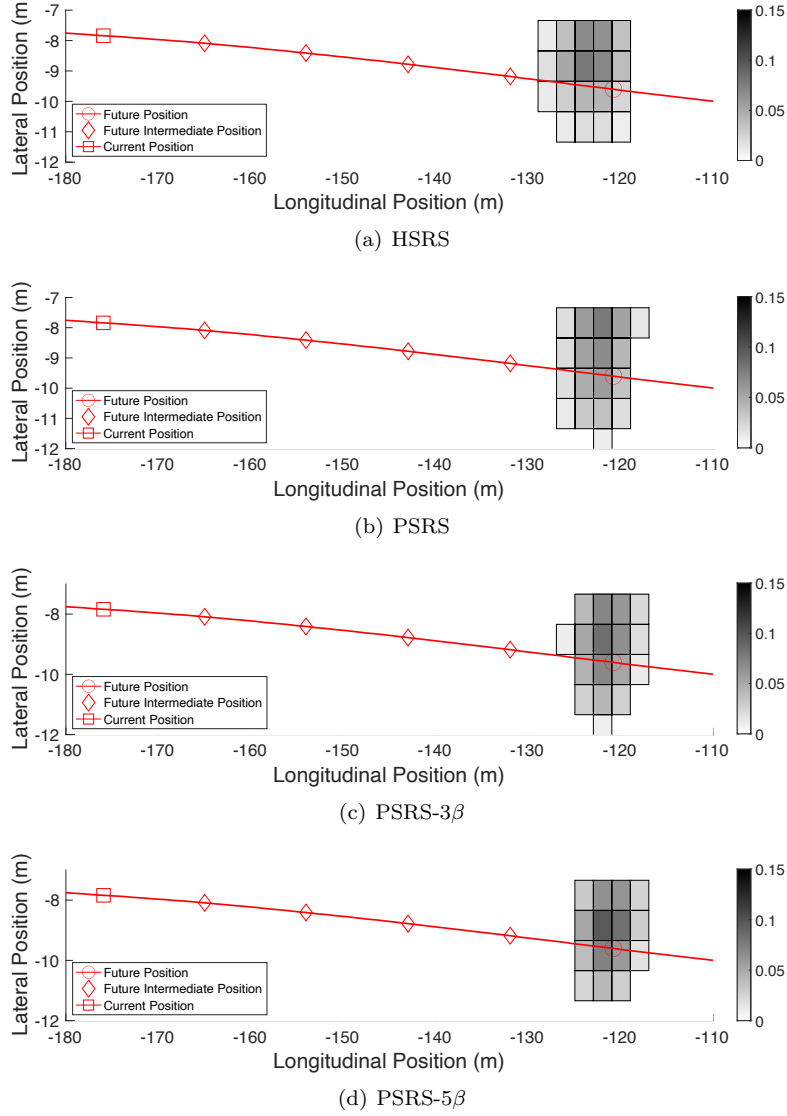 Lateral Position (m)
-7
-8
-9
-10
-11
-12
-180
-170
-160
-150
-140
-130
-120
-110
Longitudinal Position (m)
Future Position
Future Intermediate Position
Current Position
0.15
0.1
0.05
0
(a) HSRS
Lateral Position (m)
-7
-8
-9
-10
-11
-12
-180
-170
-160
-150
-140
-130
-120
-110
Longitudinal Position (m)
Future Position
Future Intermediate Position
Current Position
0.15
0.1
0.05
0
(b) PSRS
Lateral Position (m)
-8
-10
-12
-180
-170
-160
-150
-140
-130
-120
-110
Longitudinal Position (m)
Future Position
Future Intermediate Position
Current Position
0.15
0.1
0.05
0
(c) PSRS-3β
Lateral Position (m)
-8
-10
-12
-180
-170
-160
-150
-140
-130
-120
-110
Longitudinal Position (m)
Future Position
Future Intermediate Position
Current Position
0.15
0.1
0.05
0
(d) PSRS-5β